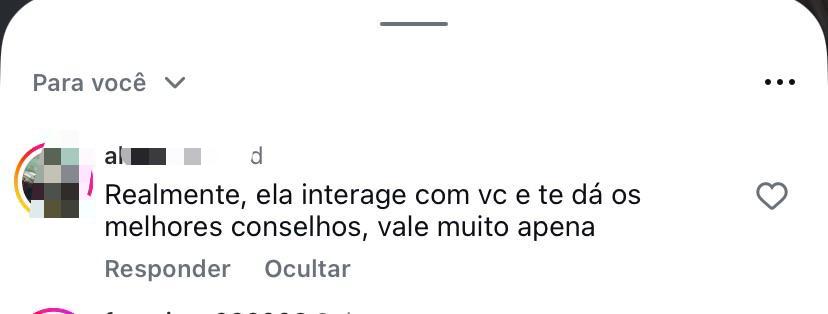 Para você
d
Realmente, ela interage com vc e te dá os
melhores conselhos, vale muito apena
Responder Ocultar